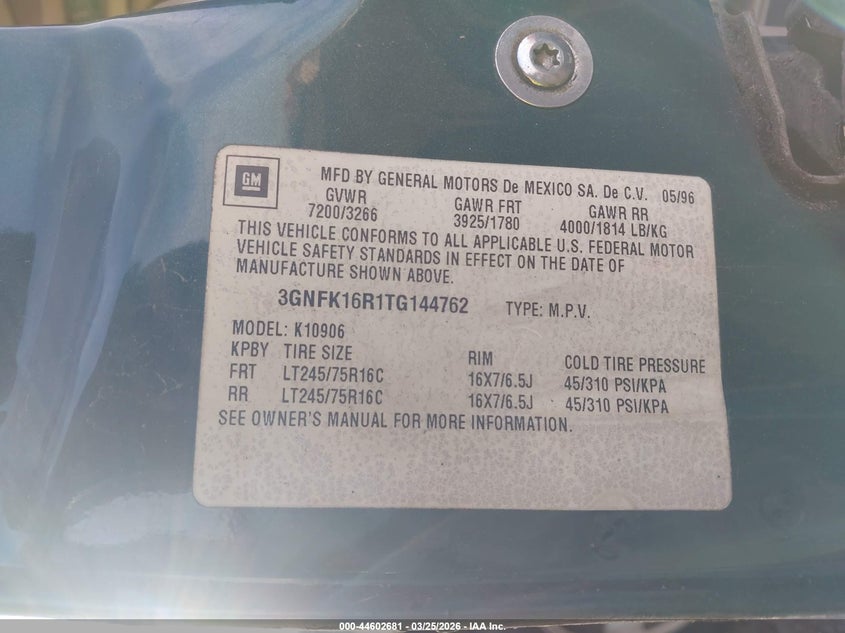 GM
MFD BY GENERAL MOTORS De MEXICO SA. De C.V. 05/96
GVWR GAWR FRT GAWR RR
7200/3266 3925/1780 4000/1814 LB/KG
THIS VEHICLE CONFORMS TO ALL APPLICABLE U.S. FEDERAL MOTOR
VEHICLE SAFETY STANDARDS IN EFFECT ON THE DATE OF
MANUFACTURE SHOWN ABOVE.
3GNFK16R1TG144762 TYPE: M.P.V.
MODEL: K10906
KPBY TIRE SIZE RIM COLD TIRE PRESSURE
FRT LT245/75R16C 16X7/6.5J 45/310 PSI/KPA
RR LT245/75R16C 16X7/6.5J 45/310 PSI/KPA
SEE OWNER'S MANUAL FOR MORE INFORMATION.
000-44602681 - 03/25/2026 - IAA Inc.